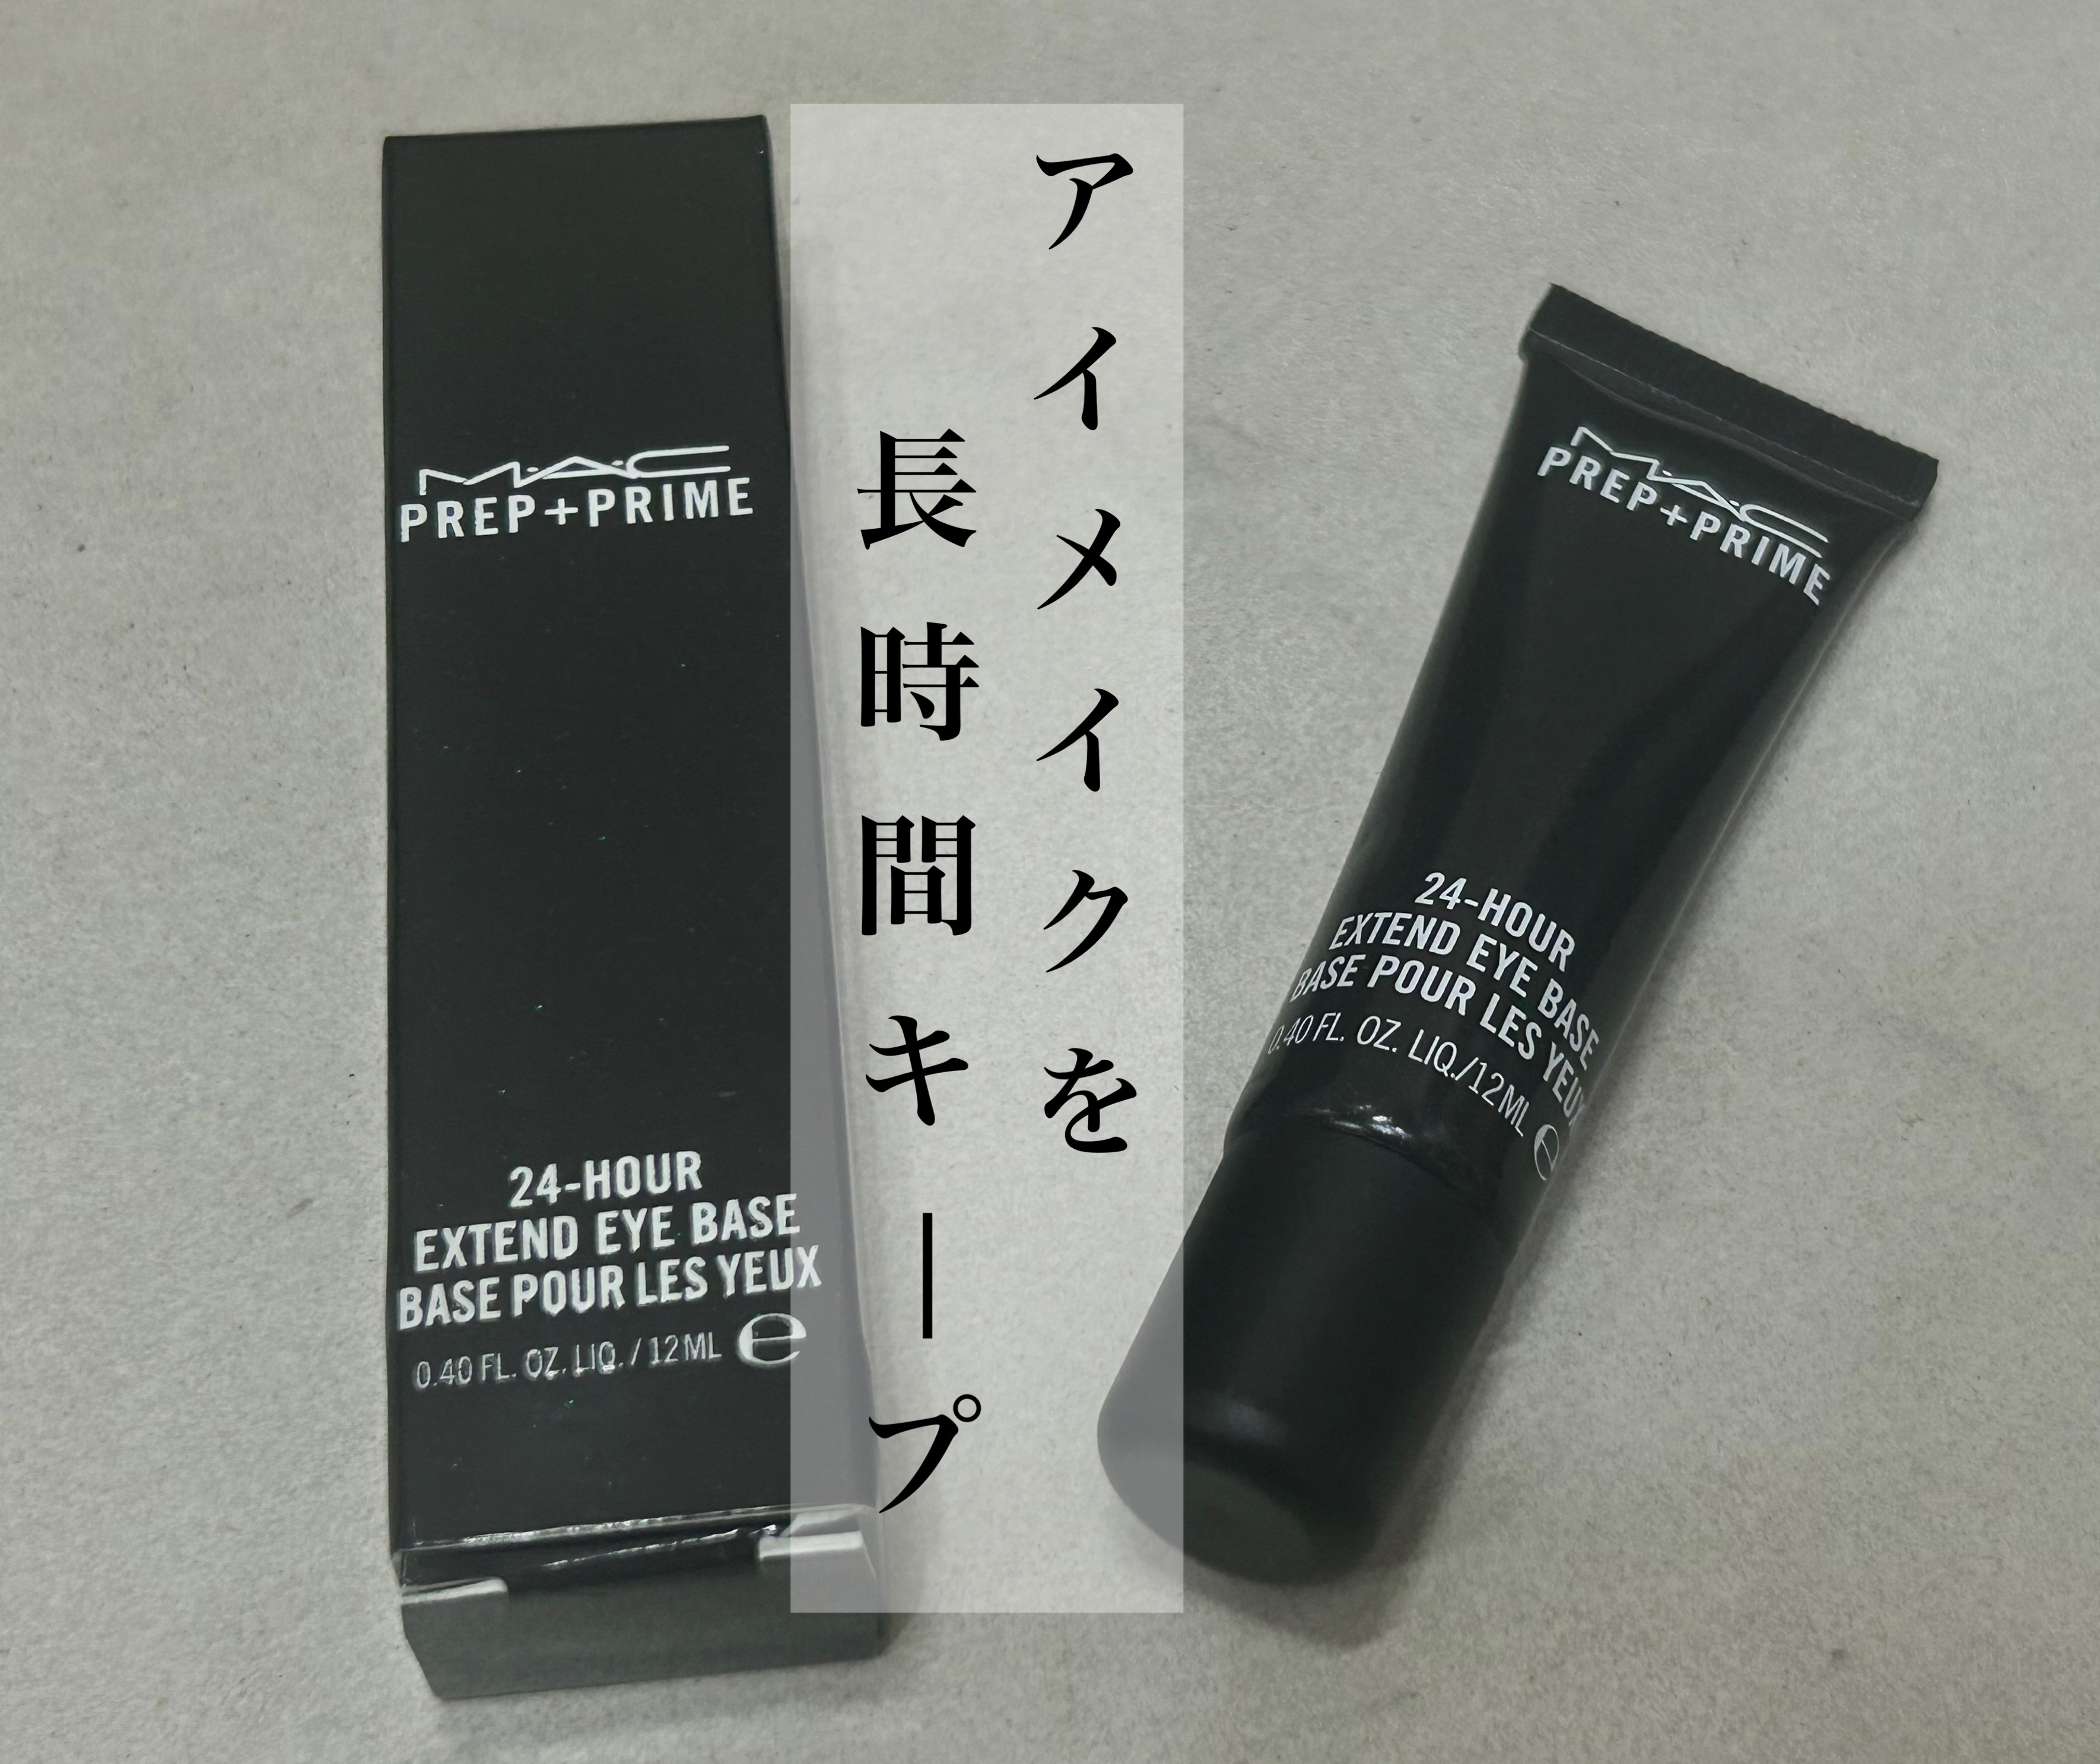 M·A·C
PREP+PRIME
24-HOUR
EXTEND EYE BASE
BASE POUR LES YEUX
0.40 FL. OZ. LIQ. / 12 ML e
アイメイクを
長時間キープ
M·A·C
PREP+PRIME
24-HOUR
EXTEND EYE BASE
BASE POUR LES YEUX
0.40 FL. OZ. LIQ./12 ML e